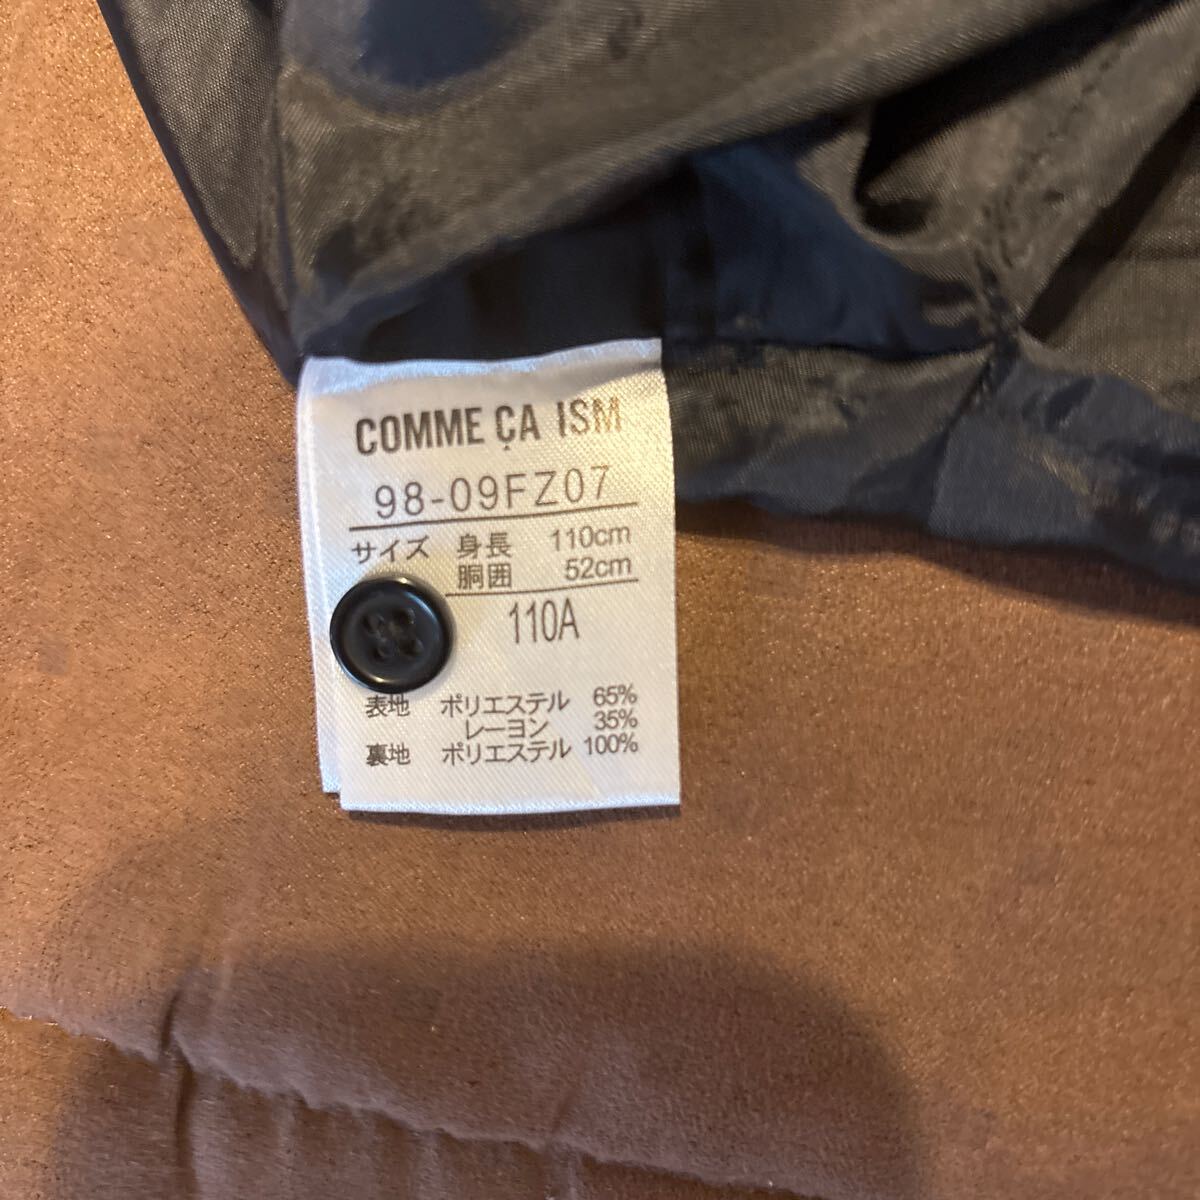 COMME ÇA ISM
98-09FZ07
サイズ 身長 110cm
胴囲 52cm
110A
表地 ポリエステル 65%
レーヨン 35%
裏地 ポリエステル 100%